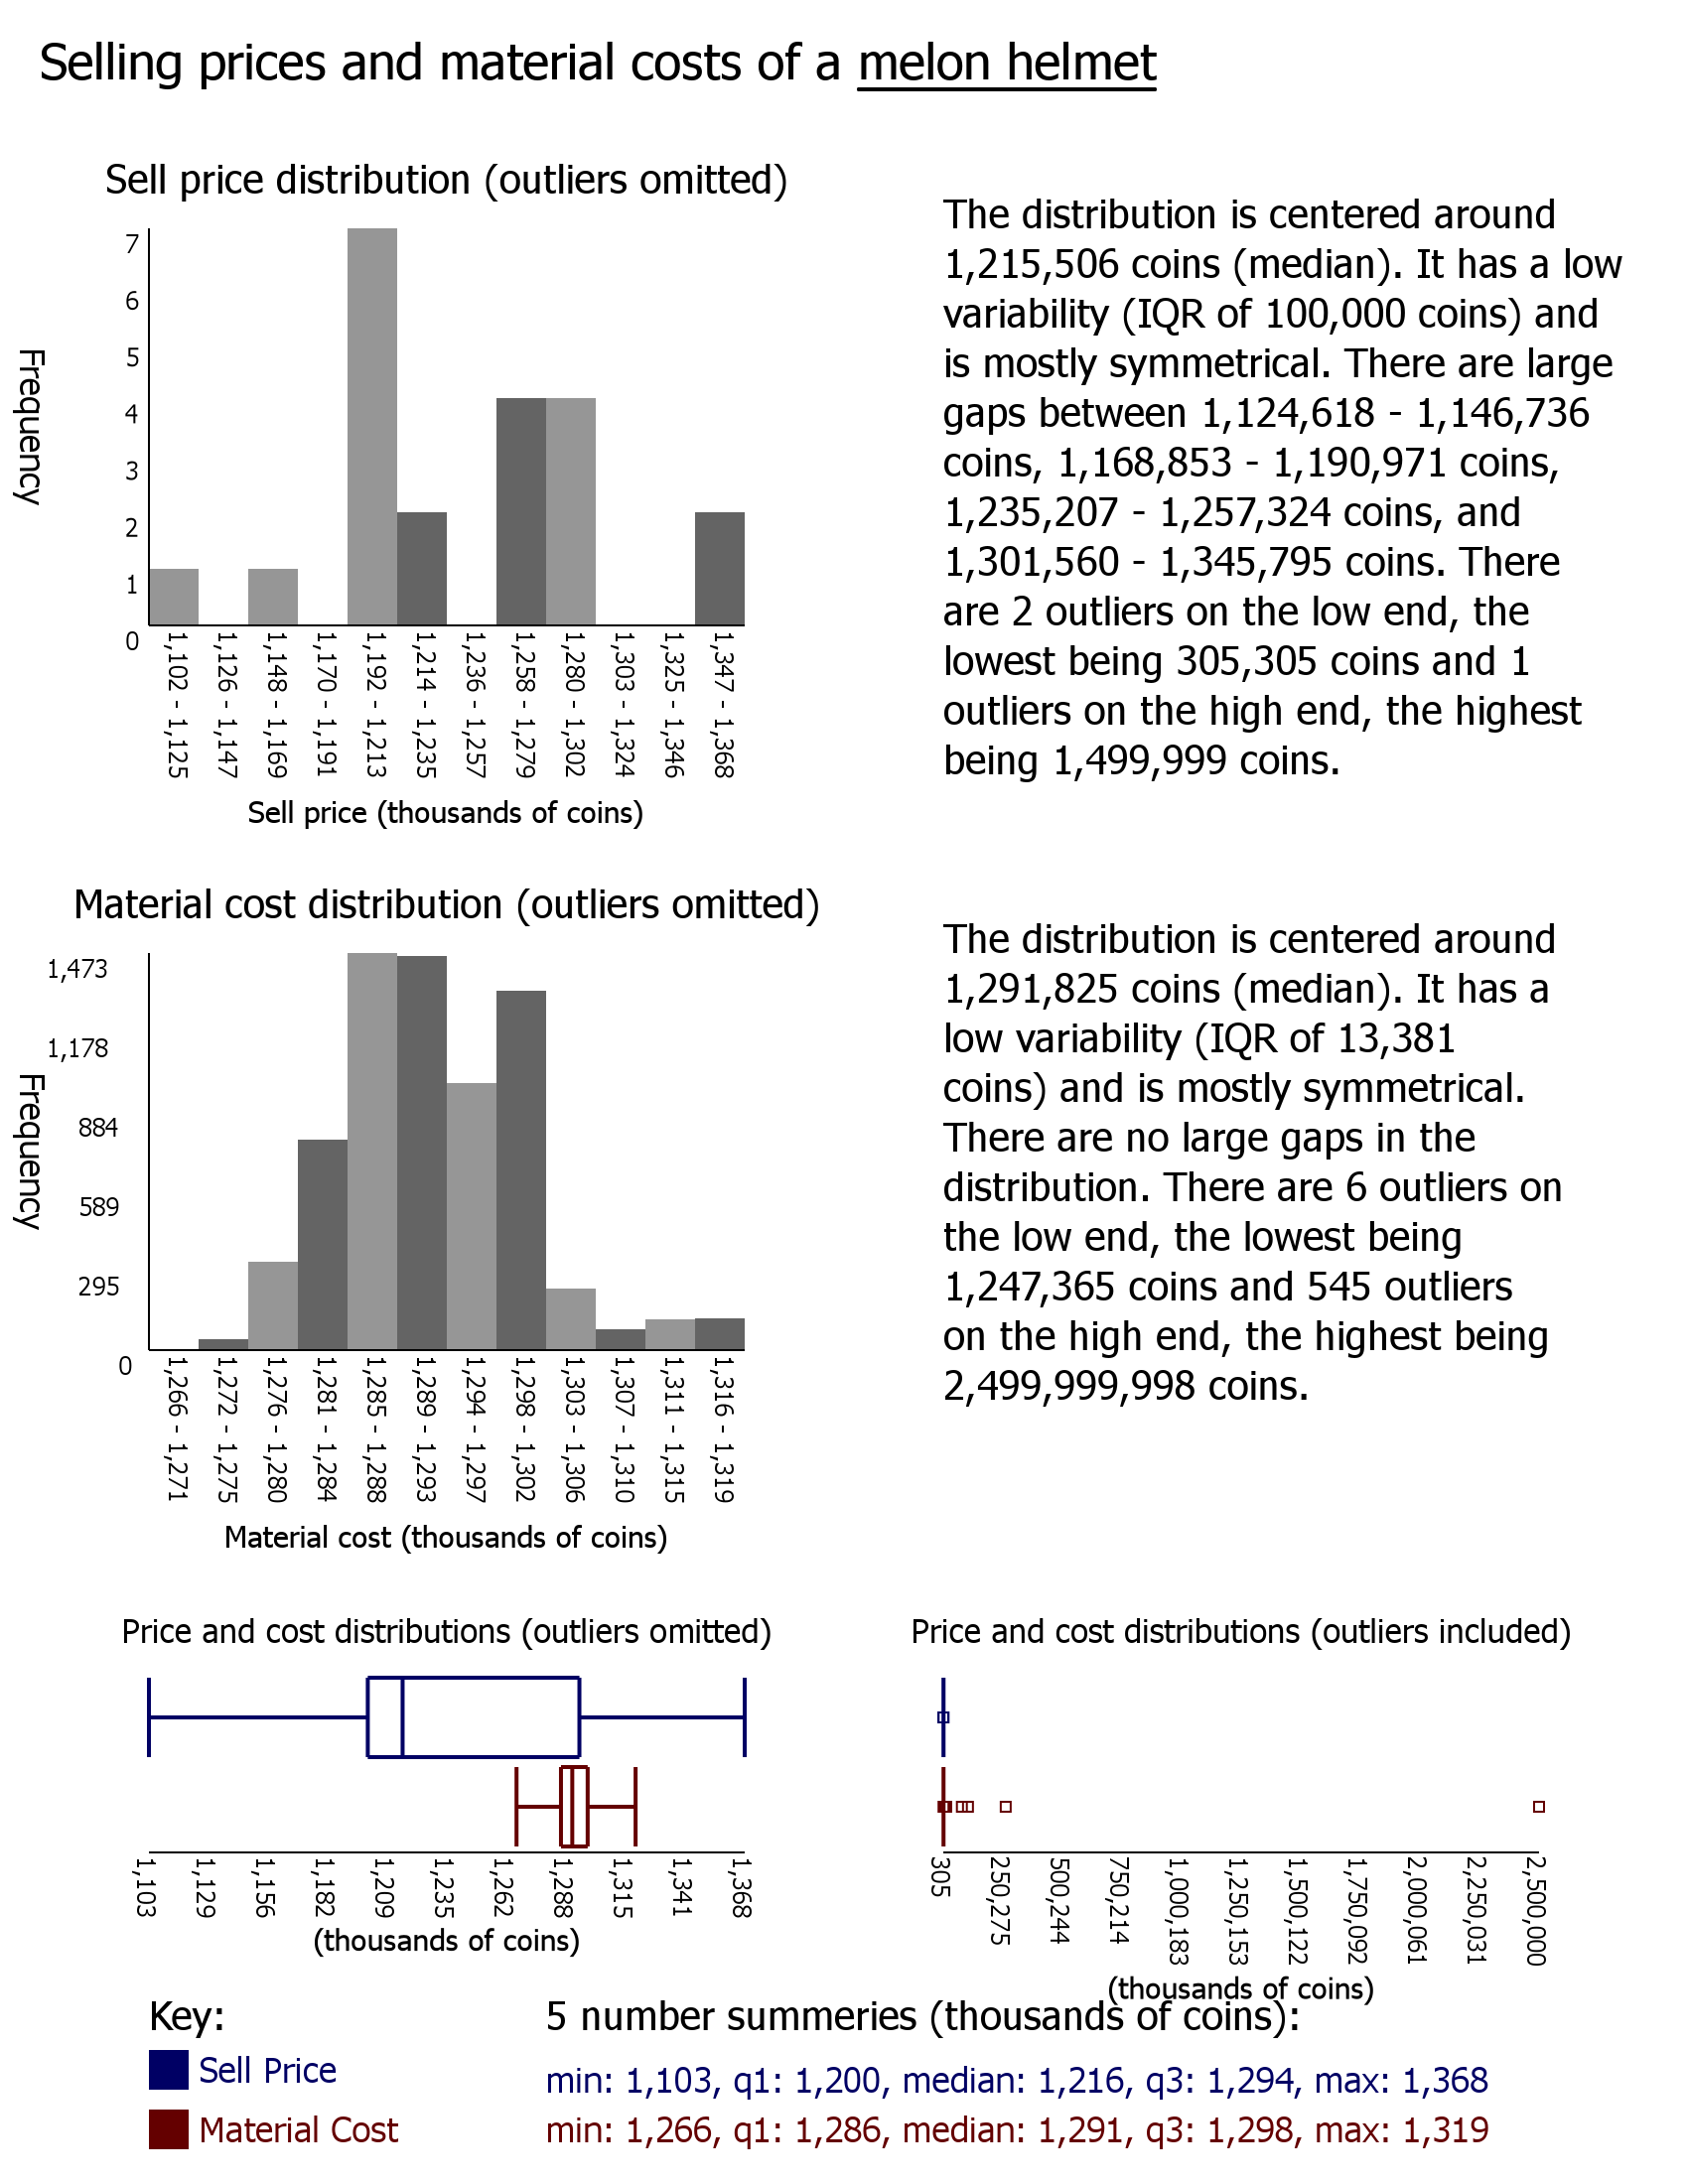 Selling prices and material costs of a melon helmet
Sell price distribution (outliers omitted)
7
6
5
4
3
2
1
0
Frequency
1,102 - 1,125
1,126 - 1,147
1,148 - 1,169
1,170 - 1,191
1,192 - 1,213
1,214 - 1,235
1,236 - 1,257
1,258 - 1,279
1,280 - 1,302
1,303 - 1,324
1,325 - 1,346
1,347 - 1,368
Sell price (thousands of coins)
The distribution is centered around
1,215,506 coins (median). It has a low
variability (IQR of 100,000 coins) and
is mostly symmetrical. There are large
gaps between 1,124,618 - 1,146,736
coins, 1,168,853 - 1,190,971 coins,
1,235,207 - 1,257,324 coins, and
1,301,560 - 1,345,795 coins. There
are 2 outliers on the low end, the
lowest being 305,305 coins and 1
outliers on the high end, the highest
being 1,499,999 coins.
Material cost distribution (outliers omitted)
1,473
1,178
884
589
295
0
Frequency
1,266 - 1,271
1,272 - 1,275
1,276 - 1,280
1,281 - 1,284
1,285 - 1,288
1,289 - 1,293
1,294 - 1,297
1,298 - 1,302
1,303 - 1,306
1,307 - 1,310
1,311 - 1,315
1,316 - 1,319
Material cost (thousands of coins)
The distribution is centered around
1,291,825 coins (median). It has a
low variability (IQR of 13,381
coins) and is mostly symmetrical.
There are no large gaps in the
distribution. There are 6 outliers on
the low end, the lowest being
1,247,365 coins and 545 outliers
on the high end, the highest being
2,499,999,998 coins.
Price and cost distributions (outliers omitted)
1,103
1,129
1,156
1,182
1,209
1,235
1,262
1,288
1,315
1,341
1,368
(thousands of coins)
Price and cost distributions (outliers included)
305
250,275
500,244
750,214
1,000,183
1,250,153
1,500,122
1,750,092
2,000,061
2,250,031
2,500,000
(thousands of coins)
Key:
Sell Price
Material Cost
5 number summeries (thousands of coins):
min: 1,103, q1: 1,200, median: 1,216, q3: 1,294, max: 1,368
min: 1,266, q1: 1,286, median: 1,291, q3: 1,298, max: 1,319